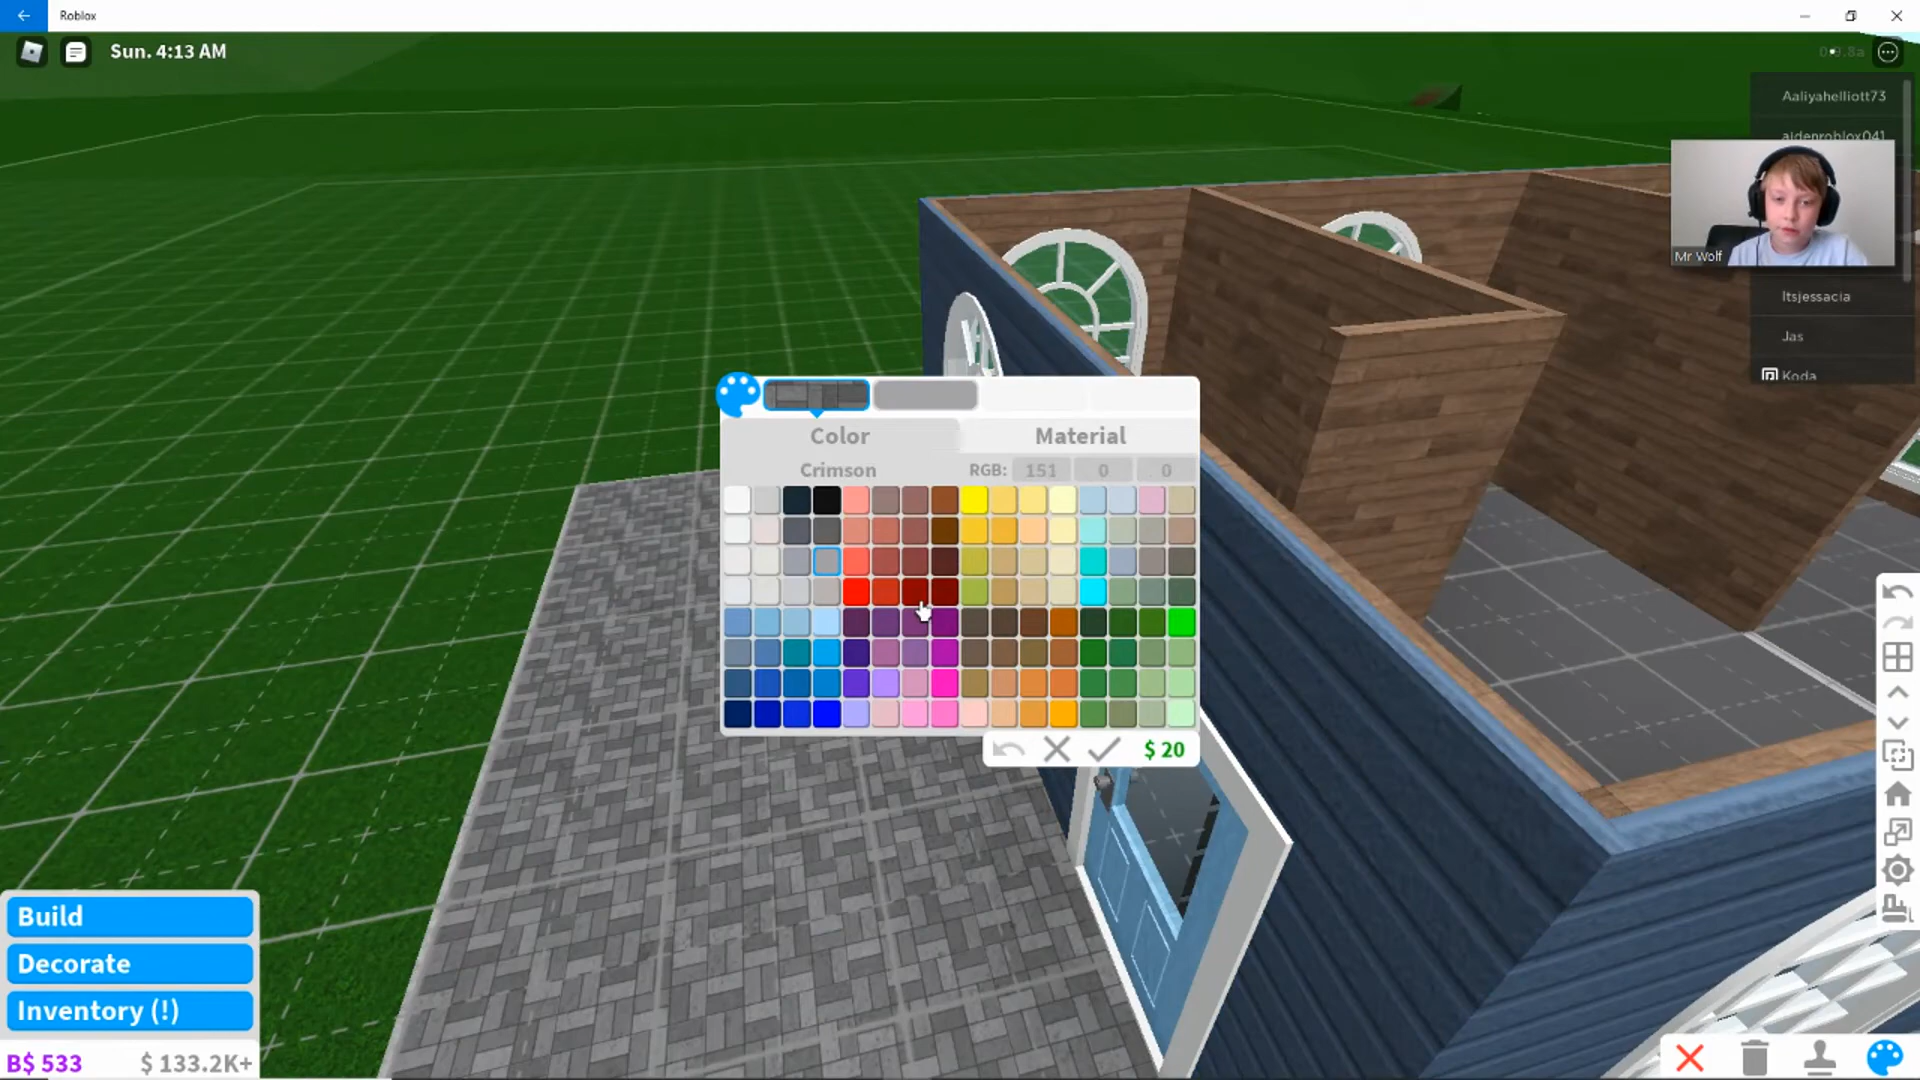 Roblox
Sun. 4:13 AM
Aaliyahelliott73
aidenroblox041
Mr Wolf
Itsjessacia
Jas
Koda
Color
Material
Crimson
RGB: 151 0 0
$ 20
Build
Decorate
Inventory (!)
B$ 533
$ 133.2K+